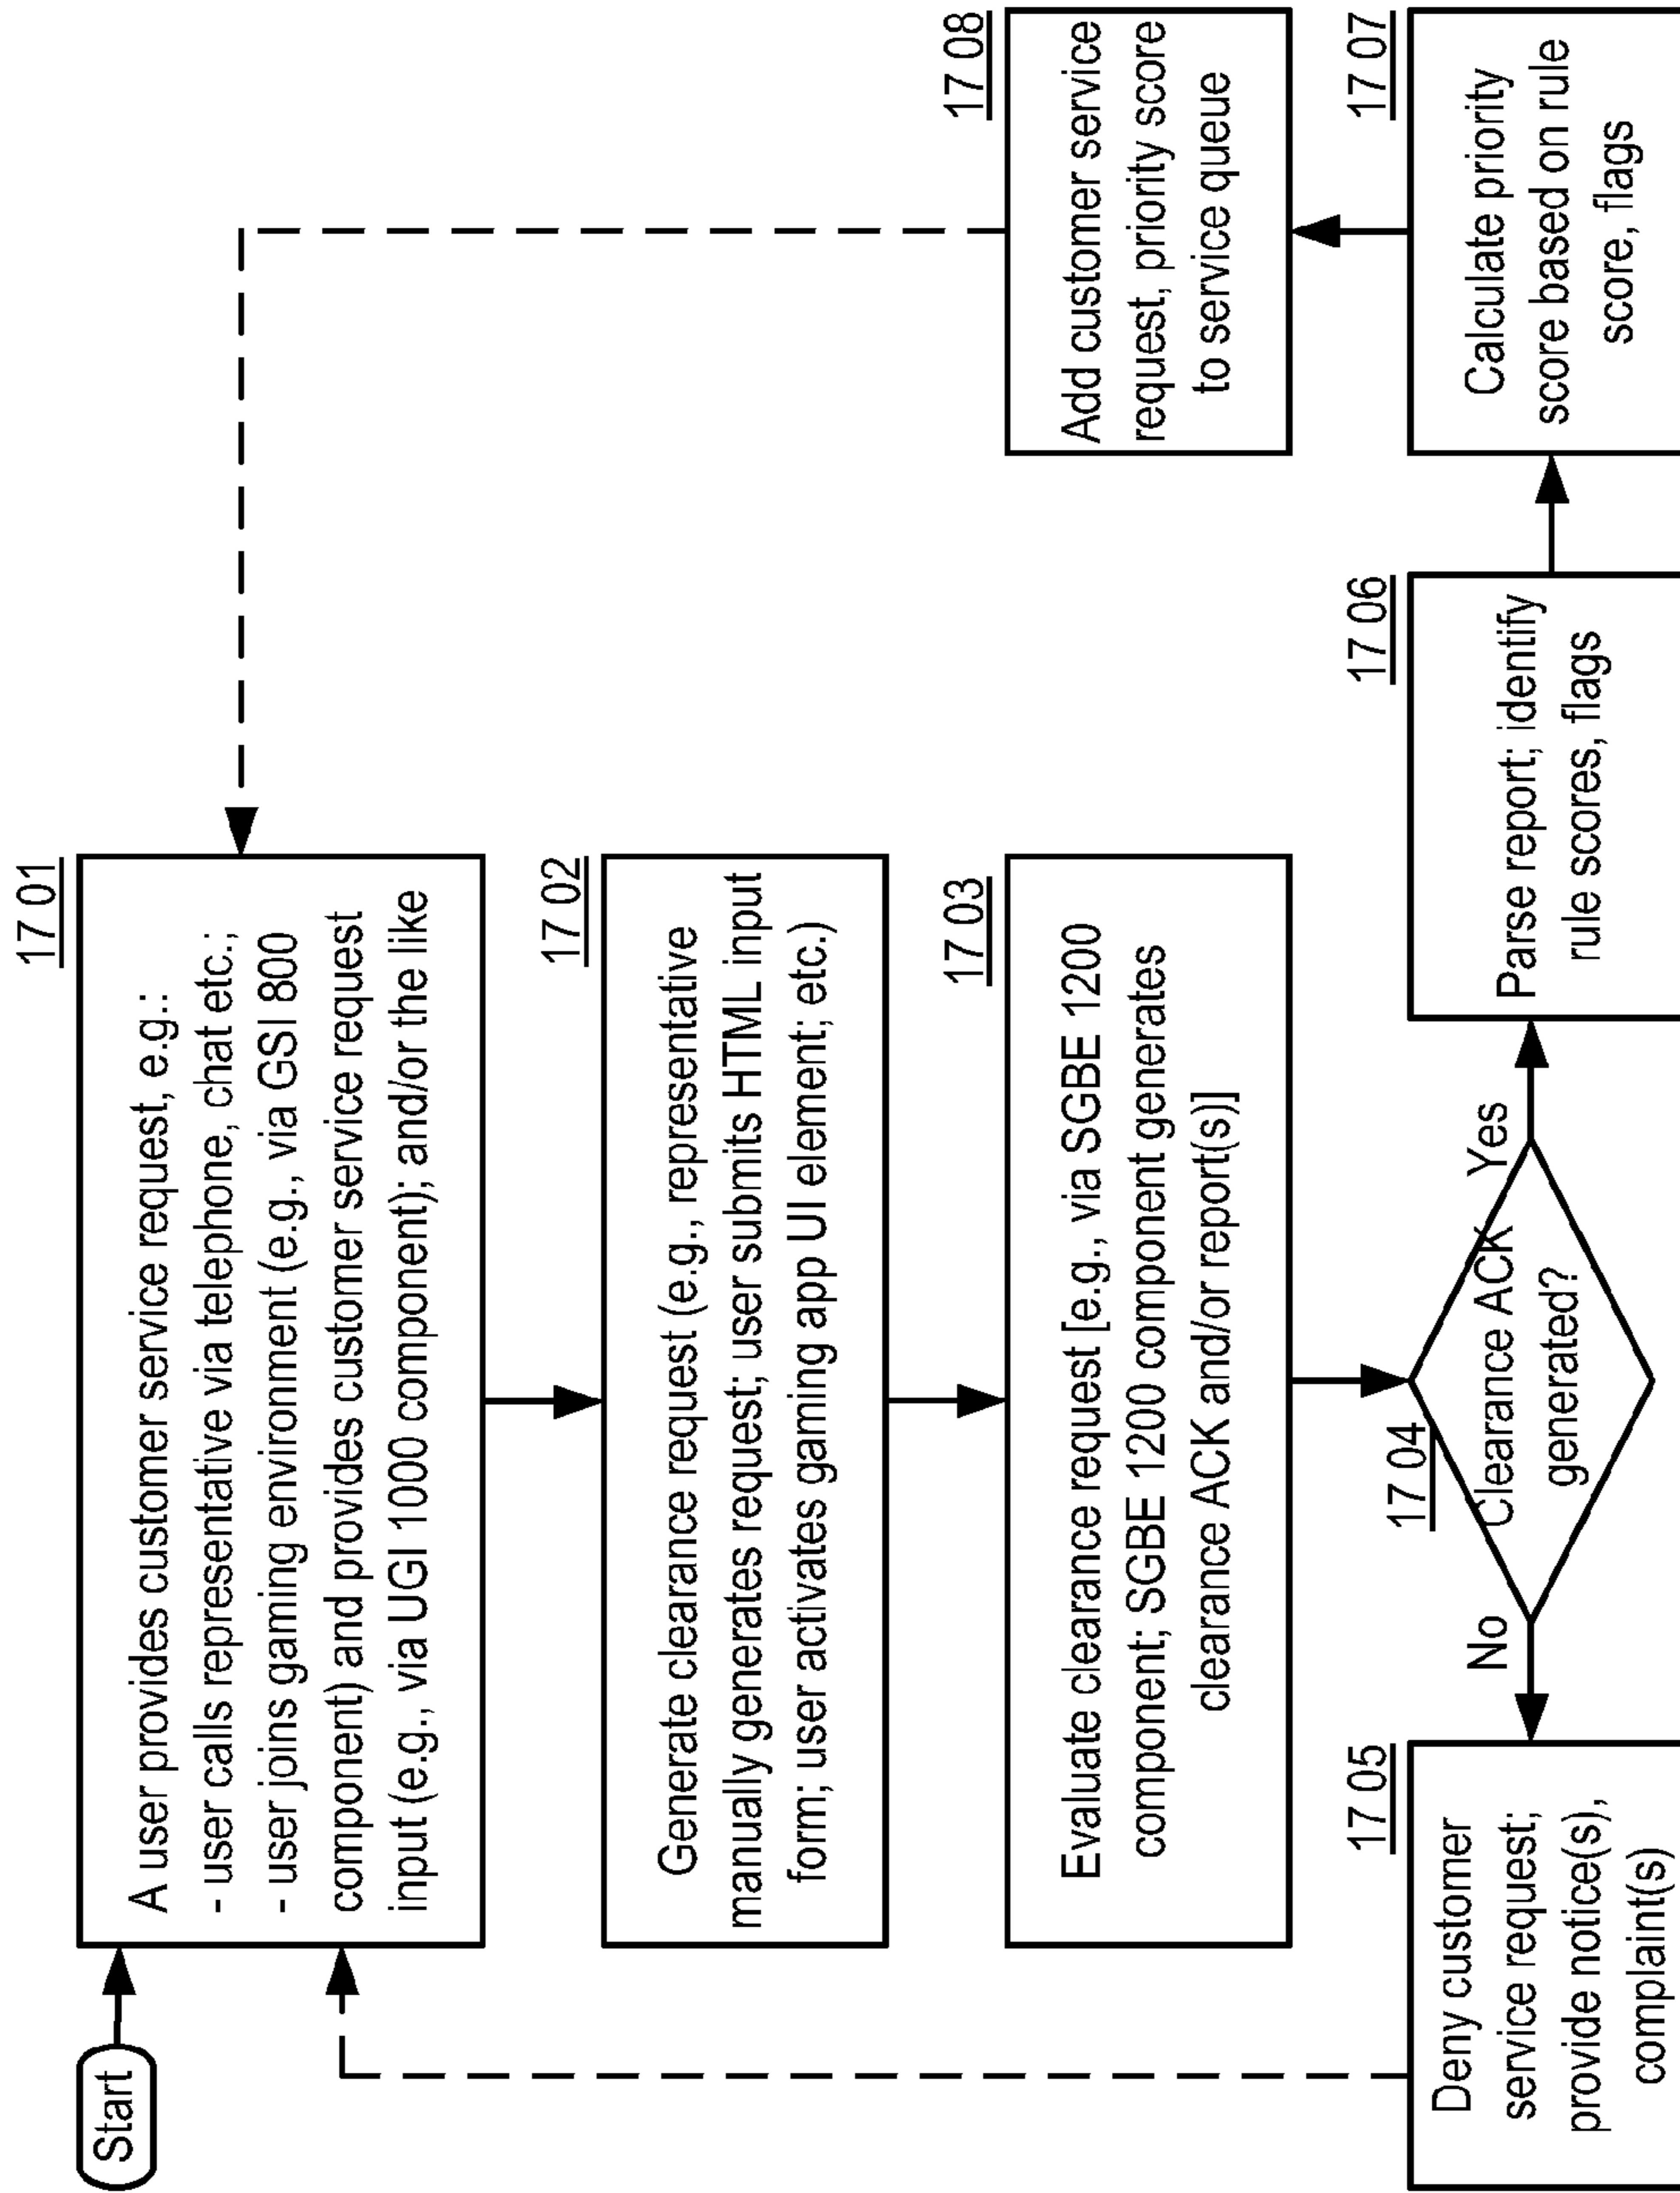 Start
17 01
A user provides customer service request, e.g.:
- user calls representative via telephone, chat etc.;
- user joins gaming environment (e.g., via GSI 800
component) and provides customer service request
input (e.g., via UGI 1000 component); and/or the like
17 02
Generate clearance request (e.g., representative
manually generates request; user submits HTML input
form; user activates gaming app UI element; etc.)
17 03
Evaluate clearance request [e.g., via SGBE 1200
component; SGBE 1200 component generates
clearance ACK and/or report(s)]
17 04
Clearance ACK
generated?
No
Yes
17 05
Deny customer
service request;
provide notice(s),
complaint(s)
17 06
Parse report; identify
rule scores, flags
17 07
Calculate priority
score based on rule
score, flags
17 08
Add customer service
request, priority score
to service queue